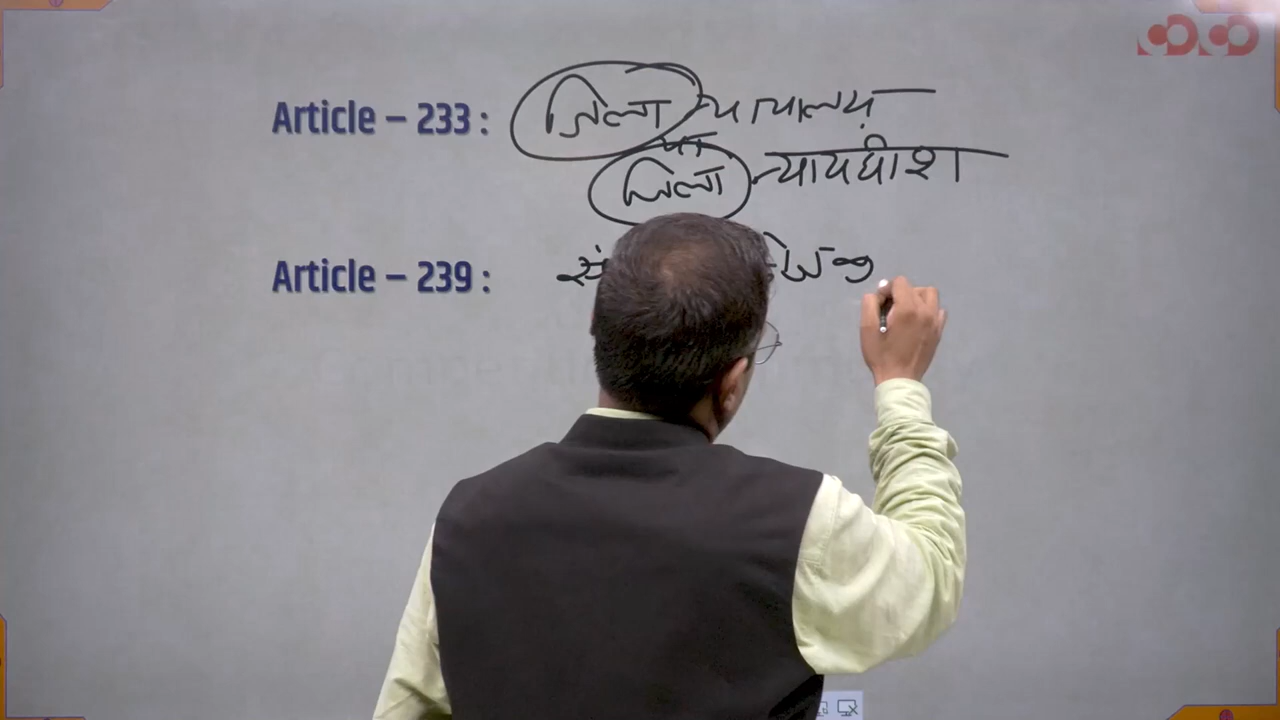 Article – 233 : जिला न्यायालय
का
जिला न्यायधीश
Article – 239 :